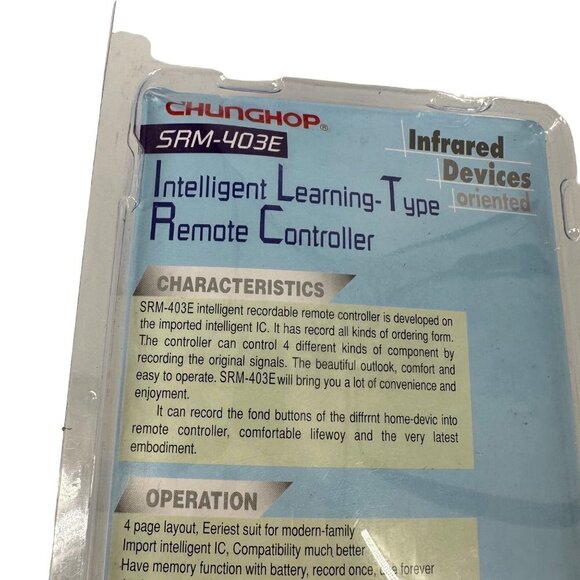 CHUNGHOP®
SRM-403E
Infrared
Devices
oriented
Intelligent Learning-Type
Remote Controller
CHARACTERISTICS
SRM-403E intelligent recordable remote controller is developed on
the imported intelligent IC. It has record all kinds of ordering form.
The controller can control 4 different kinds of component by
recording the original signals. The beautiful outlook, comfort and
easy to operate. SRM-403E will bring you a lot of convenience and
enjoyment.
It can record the fond buttons of the diffrrnt home-devic into
remote controller, comfortable lifewoy and the very latest
embodiment.
OPERATION
4 page layout, Eeriest suit for modern-family
Import intelligent IC, Compatibility much better
Have memory function with battery, record once, use forever